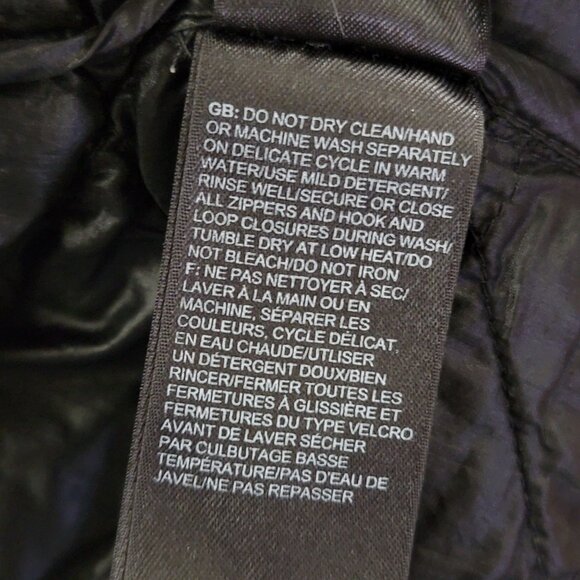 GB: DO NOT DRY CLEAN/HAND
OR MACHINE WASH SEPARATELY
ON DELICATE CYCLE IN WARM
WATER/USE MILD DETERGENT/
RINSE WELL/SECURE OR CLOSE
ALL ZIPPERS AND HOOK AND
LOOP CLOSURES DURING WASH/
TUMBLE DRY AT LOW HEAT/DO
NOT BLEACH/DO NOT IRON
F: NE PAS NETTOYER À SEC/
LAVER À LA MAIN OU EN
MACHINE, SÉPARER LES
COULEURS, CYCLE DÉLICAT,
EN EAU CHAUDE/UTLISER
UN DÉTERGENT DOUX/BIEN
RINCER/FERMER TOUTES LES
FERMETURES À GLISSIÈRE ET
FERMETURES DU TYPE VELCRO
AVANT DE LAVER SÉCHER
PAR CULBUTAGE BASSE
TEMPÉRATURE/PAS D'EAU DE
JAVEL/NE PAS REPASSER